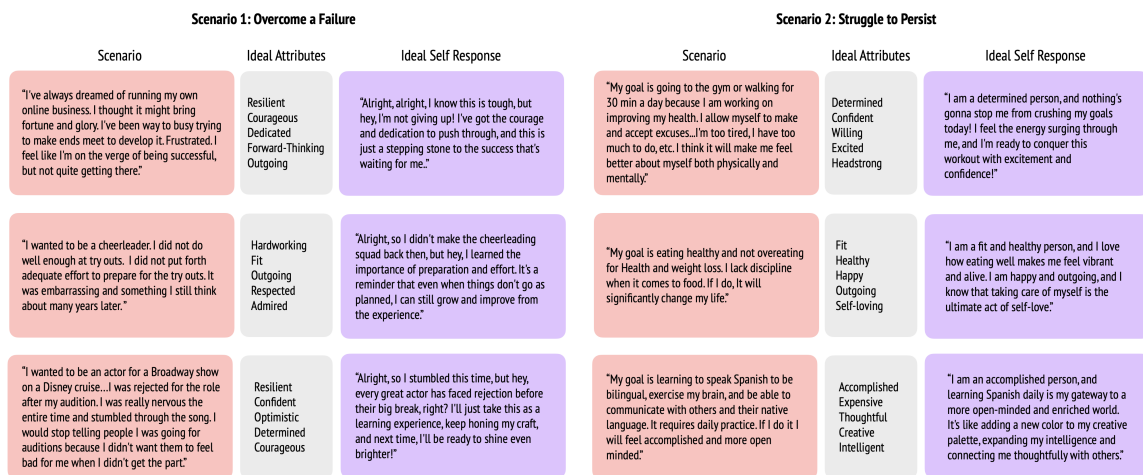 Scenario 1: Overcome a Failure
Scenario
Ideal Attributes
Ideal Self Response
“I've always dreamed of running my own
online business. I thought it might bring
fortune and glory. I've been way to busy trying
to make ends meet to develop it. Frustrated. I
feel like I'm on the verge of being successful,
but not quite getting there.”
Resilient
Courageous
Dedicated
Forward-Thinking
Outgoing
“Alright, alright, I know this is tough, but
hey, I'm not giving up! I've got the courage
and dedication to push through, and this is
just a stepping stone to the success that's
waiting for me..”
“I wanted to be a cheerleader. I did not do
well enough at try outs. I did not put forth
adequate effort to prepare for the try outs. It
was embarrassing and something I still think
about many years later. ”
Hardworking
Fit
Outgoing
Respected
Admired
“Alright, so I didn't make the cheerleading
squad back then, but hey, I learned the
importance of preparation and effort. It's a
reminder that even when things don't go as
planned, I can still grow and improve from
the experience.”
“I wanted to be an actor for a Broadway show
on a Disney cruise...I was rejected for the role
after my audition. I was really nervous the
entire time and stumbled through the song. I
would stop telling people I was going for
auditions because I didn't want them to feel
bad for me when I didn't get the part.”
Resilient
Confident
Optimistic
Determined
Courageous
“Alright, so I stumbled this time, but hey,
every great actor has faced rejection before
their big break, right? I'll just take this as a
learning experience, keep honing my craft,
and next time, I'll be ready to shine even
brighter!”
Scenario 2: Struggle to Persist
Scenario
Ideal Attributes
Ideal Self Response
“My goal is going to the gym or walking for
30 min a day because I am working on
improving my health. I allow myself to make
and accept excuses...I'm too tired, I have too
much to do, etc. I think it will make me feel
better about myself both physically and
mentally.”
Determined
Confident
Willing
Excited
Headstrong
“I am a determined person, and nothing's
gonna stop me from crushing my goals
today! I feel the energy surging through
me, and I'm ready to conquer this
workout with excitement and
confidence!”
“My goal is eating healthy and not overeating
for Health and weight loss. I lack discipline
when it comes to food. If I do, It will
significantly change my life.”
Fit
Healthy
Happy
Outgoing
Self-loving
“I am a fit and healthy person, and I love
how eating well makes me feel vibrant
and alive. I am happy and outgoing, and I
know that taking care of myself is the
ultimate act of self-love.”
“My goal is learning to speak Spanish to be
bilingual, exercise my brain, and be able to
communicate with others and their native
language. It requires daily practice. If I do it I
will feel accomplished and more open
minded.”
Accomplished
Expensive
Thoughtful
Creative
Intelligent
“I am an accomplished person, and
learning Spanish daily is my gateway to a
more open-minded and enriched world.
It's like adding a new color to my creative
palette, expanding my intelligence and
connecting me thoughtfully with others.”